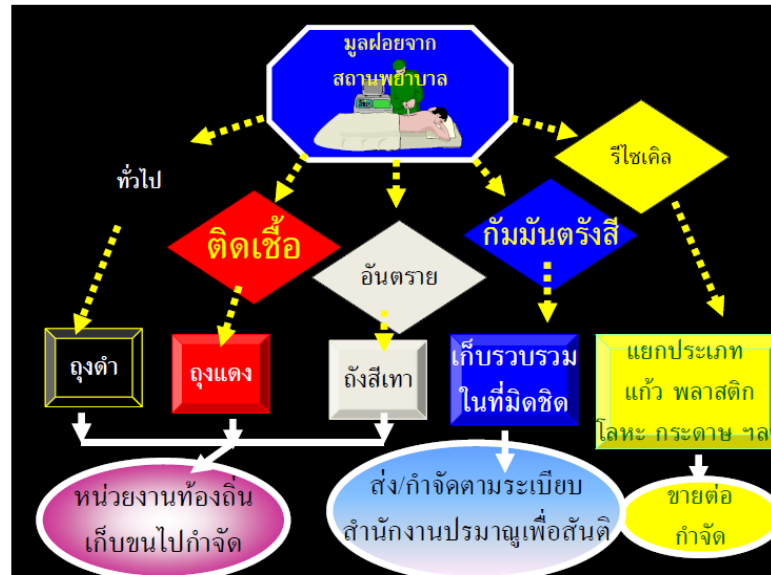 มูลฝอยจาก
สถานพยาบาล
ทั่วไป
ติดเชื้อ
อันตราย
กัมมันตรังสี
รีไซเคิล
ถุงดำ
ถุงแดง
ถังสีเทา
เก็บรวบรวม
ในที่มิดชิด
แยกประเภท
แก้ว พลาสติก
โลหะ กระดาษ ฯลฯ
หน่วยงานท้องถิ่น
เก็บขนไปกำจัด
ส่ง/กำจัดตามระเบียบ
สำนักงานปรมาณูเพื่อสันติ
ขายต่อ
กำจัด